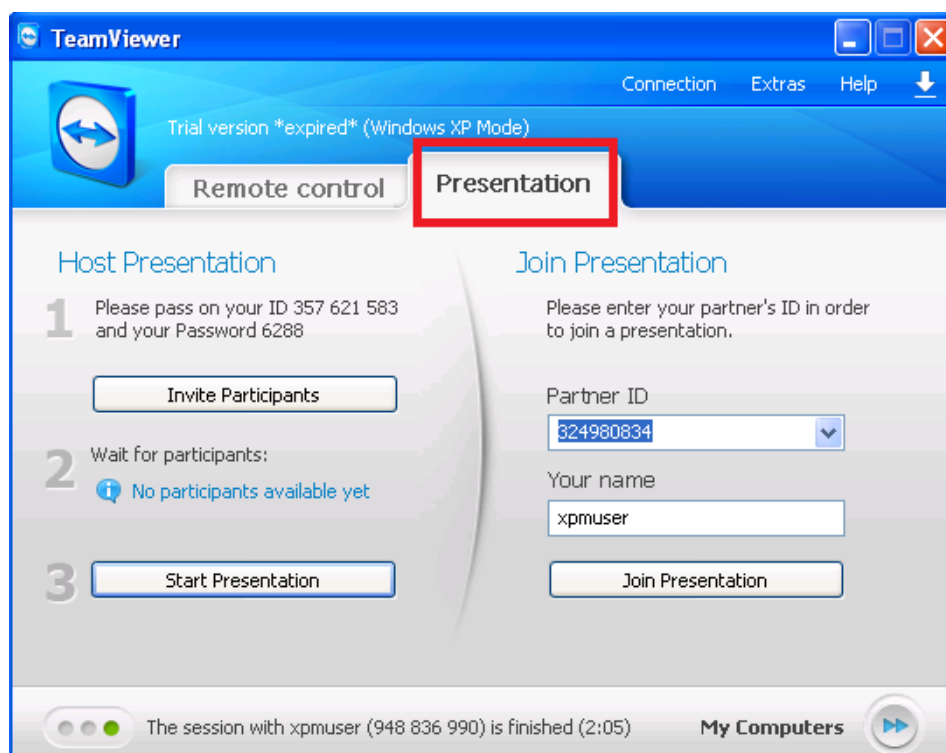 TeamViewer
Connection Extras Help
Trial version *expired* (Windows XP Mode)
Remote control Presentation
Host Presentation
1 Please pass on your ID 357 621 583
and your Password 6288
Invite Participants
2 Wait for participants:
No participants available yet
3 Start Presentation
Join Presentation
Please enter your partner's ID in order
to join a presentation.
Partner ID
324980834
Your name
xpmuser
Join Presentation
The session with xpmuser (948 836 990) is finished (2:05) My Computers